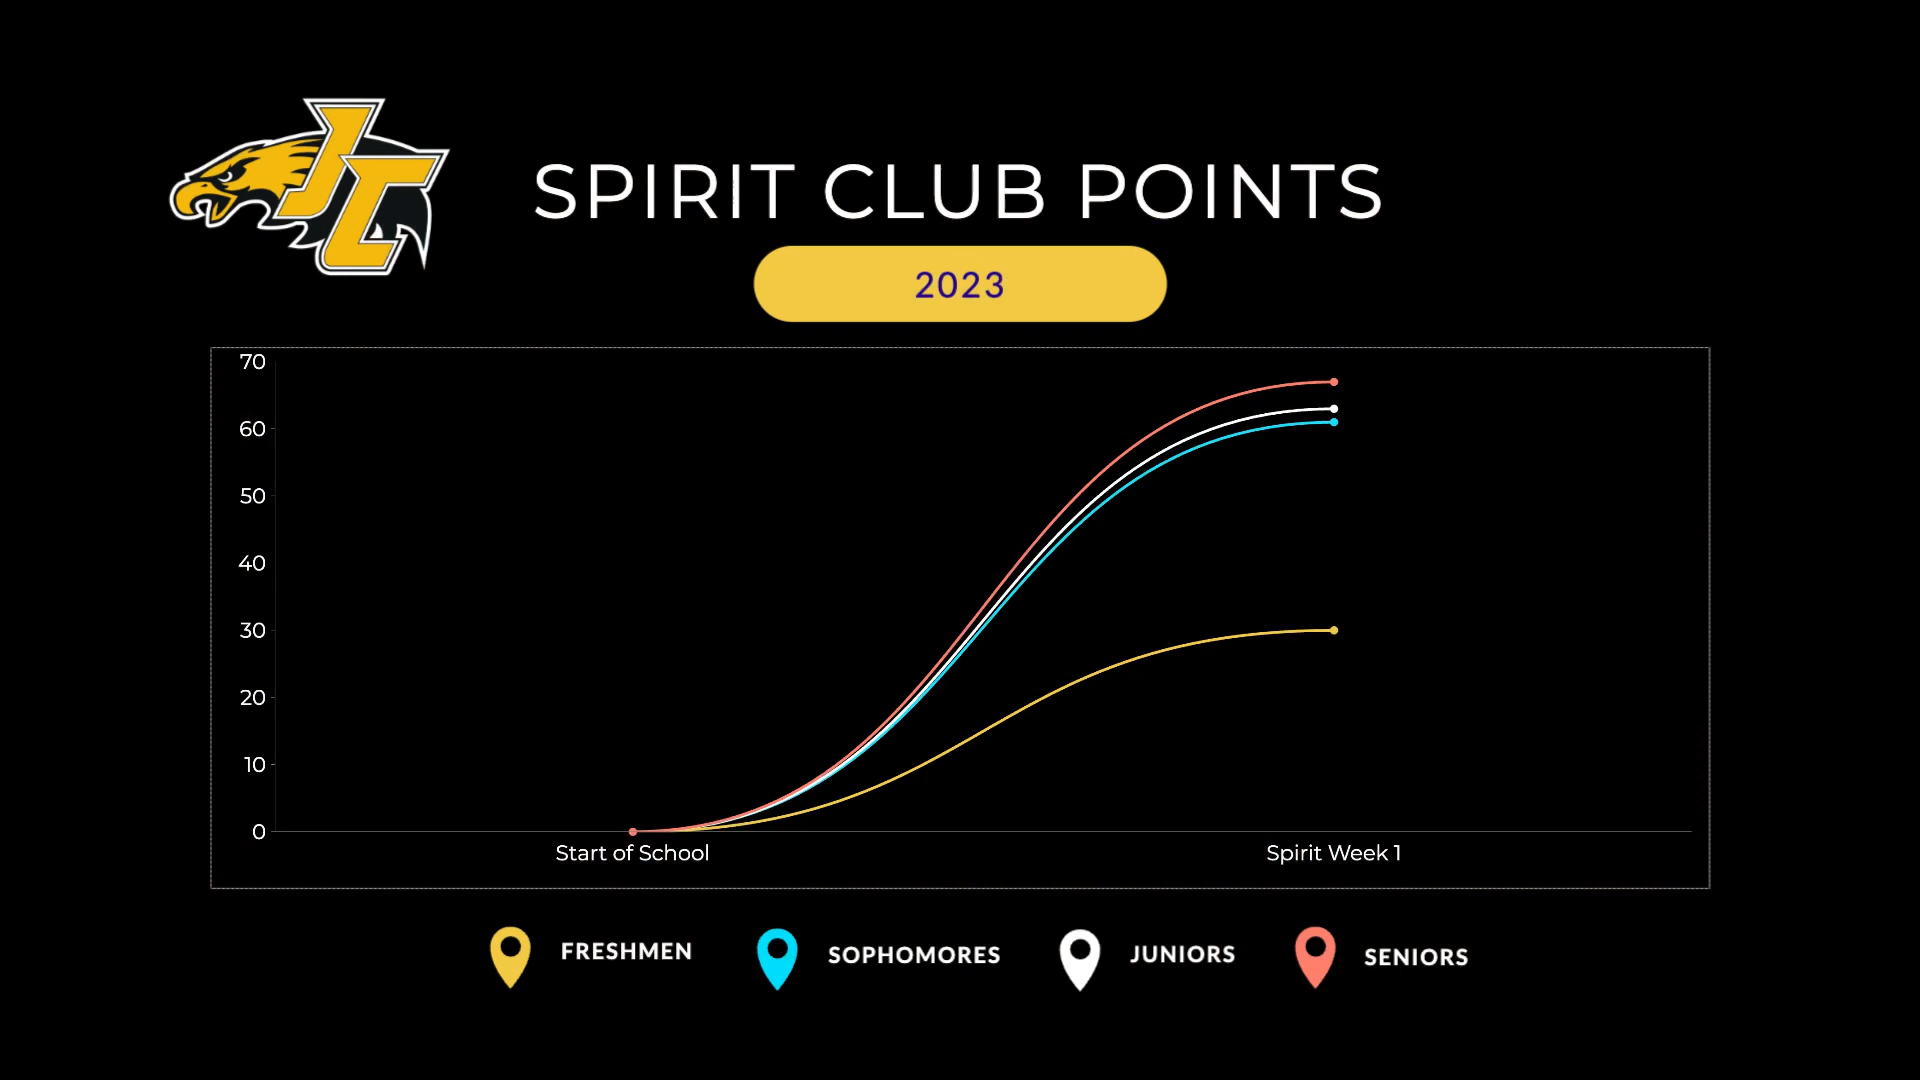 JC
SPIRIT CLUB POINTS
2023
70
60
50
40
30
20
10
0
Start of School
Spirit Week 1
FRESHMEN
SOPHOMORES
JUNIORS
SENIORS